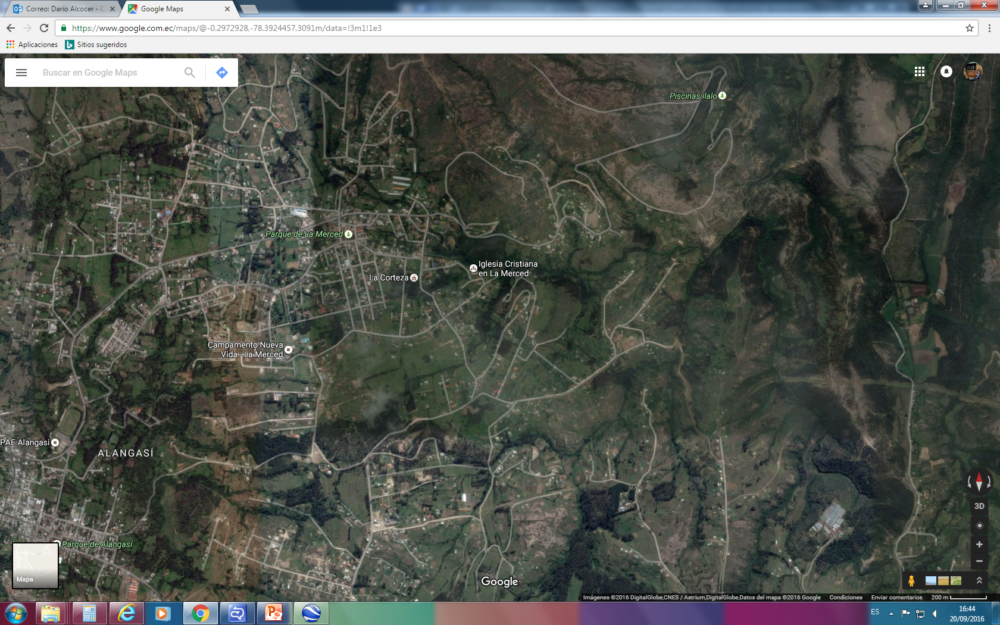 Correo: Darío Alcocer - O
Google Maps
https://www.google.com.ec/maps/@-0.2972928,-78.3924457,3091m/data=!3m1!1e3
Aplicaciones
Sitios sugeridos
Buscar en Google Maps
Piscinas ilalo
Parque de La Merced
Iglesia Cristiana
en La Merced
La Corteza
Campamento Nueva
Vida - La Merced
PAE Alangasi
ALANGASÍ
3D
Parque de Alangasí
Mapa
Google
Imágenes ©2016 DigitalGlobe,CNES / Astrium,DigitalGlobe,Datos del mapa ©2016 Google
Condiciones
Enviar comentarios
200 m
ES
16:44
20/09/2016